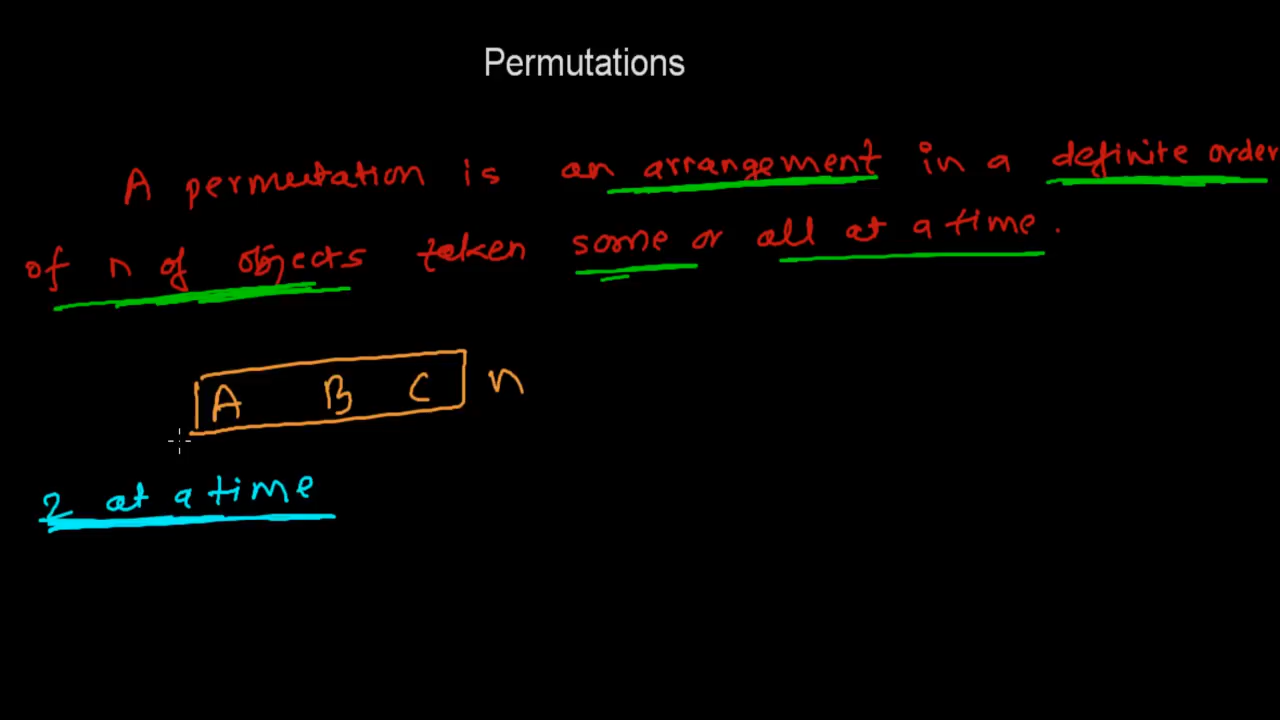 Permutations
A permutation is an arrangement in a definite order
of n of objects taken some or all at a time.
A B C n
2 at a time